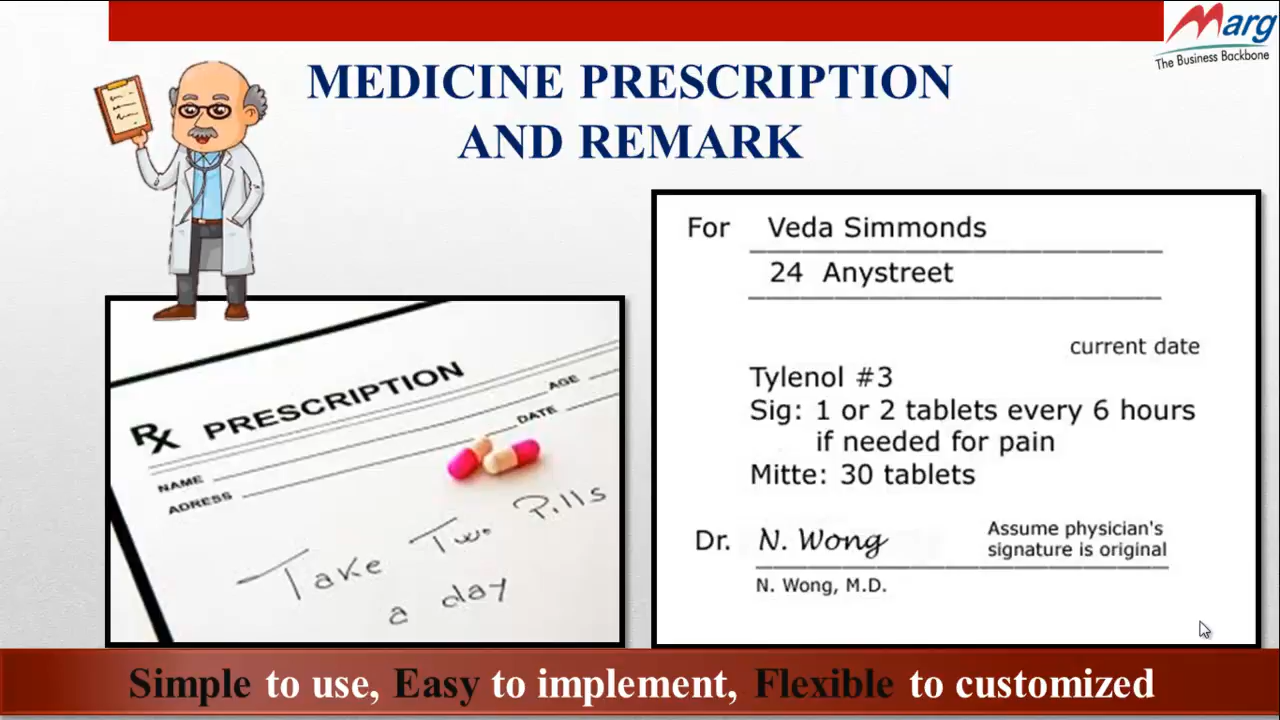 Marg
The Business Backbone
MEDICINE PRESCRIPTION
AND REMARK
For Veda Simmonds
24 Anystreet
current date
Tylenol #3
Sig: 1 or 2 tablets every 6 hours
if needed for pain
Mitte: 30 tablets
Dr. N. Wong
Assume physician's
signature is original
N. Wong, M.D.
Rx PRESCRIPTION
NAME
AGE
ADRESS
DATE
Take Two Pills
a day
Simple to use, Easy to implement, Flexible to customized